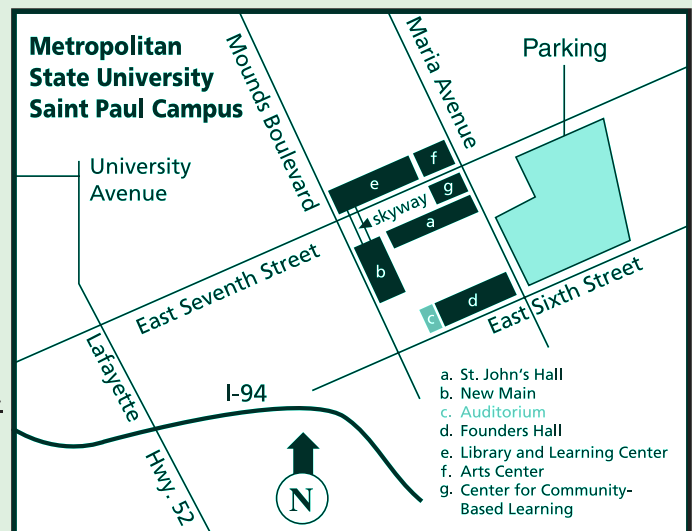 Metropolitan
State University
Saint Paul Campus
Mounds Boulevard
Maria Avenue
Parking
University
Avenue
e
f
g
skyway
a
b
East Seventh Street
d
c
East Sixth Street
Lafayette
I-94
Hwy. 52
N
a. St. John's Hall
b. New Main
c. Auditorium
d. Founders Hall
e. Library and Learning Center
f. Arts Center
g. Center for Community-
Based Learning